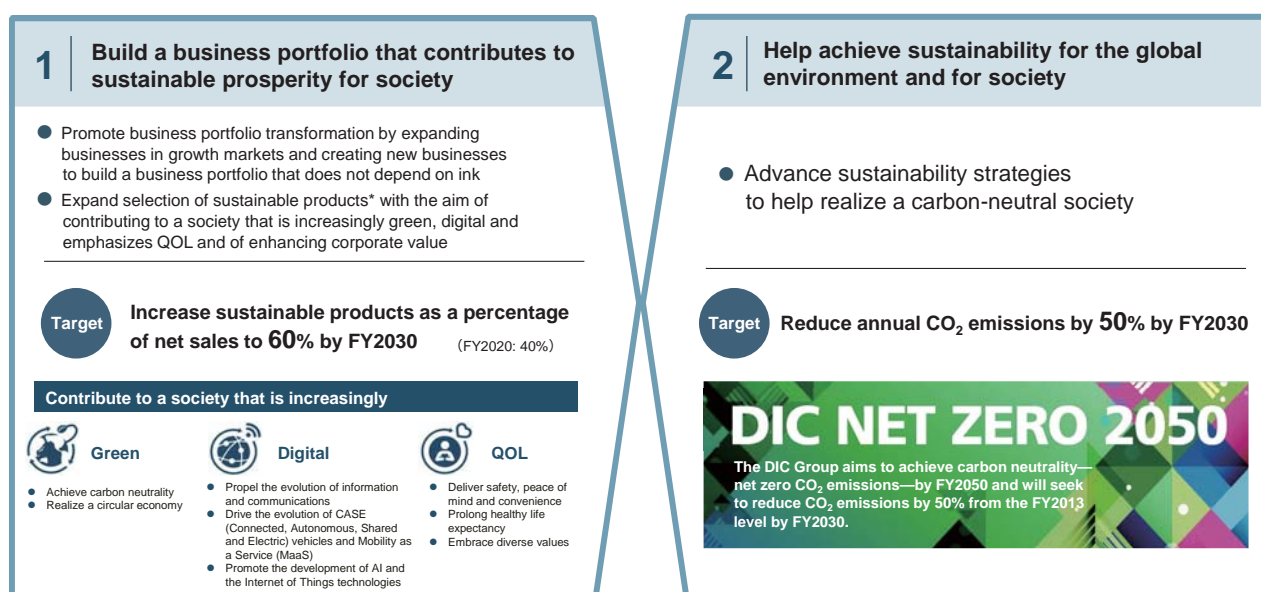 1
Build a business portfolio that contributes to
sustainable prosperity for society
● Promote business portfolio transformation by expanding
businesses in growth markets and creating new businesses
to build a business portfolio that does not depend on ink
● Expand selection of sustainable products* with the aim of
contributing to a society that is increasingly green, digital and
emphasizes QOL and of enhancing corporate value
Target
Increase sustainable products as a percentage
of net sales to 60% by FY2030 (FY2020: 40%)
Contribute to a society that is increasingly
Green
● Achieve carbon neutrality
● Realize a circular economy
Digital
● Propel the evolution of information
and communications
● Drive the evolution of CASE
(Connected, Autonomous, Shared
and Electric) vehicles and Mobility as
a Service (MaaS)
● Promote the development of AI and
the Internet of Things technologies
QOL
● Deliver safety, peace of
mind and convenience
● Prolong healthy life
expectancy
● Embrace diverse values
2
Help achieve sustainability for the global
environment and for society
● Advance sustainability strategies
to help realize a carbon-neutral society
Target
Reduce annual CO₂ emissions by 50% by FY2030
DIC NET ZERO 2050
The DIC Group aims to achieve carbon neutrality—
net zero CO₂ emissions—by FY2050 and will seek
to reduce CO₂ emissions by 50% from the FY2013
level by FY2030.